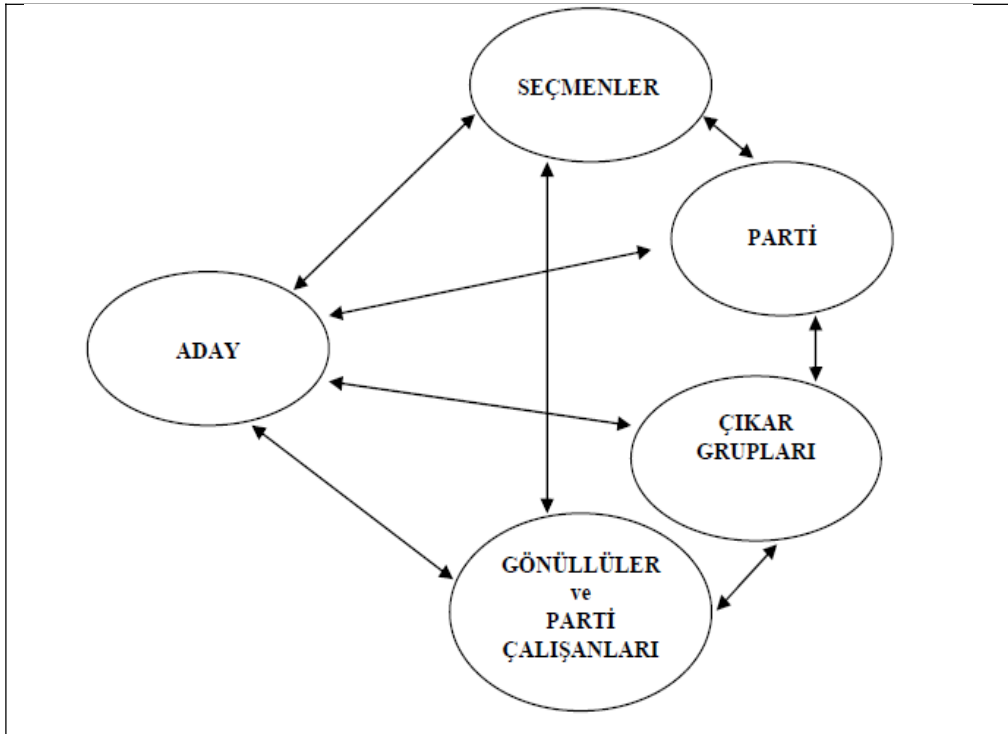 SEÇMENLER
PARTİ
ADAY
ÇIKAR
GRUPLARI
GÖNÜLLÜLER
ve
PARTİ
ÇALIŞANLARI